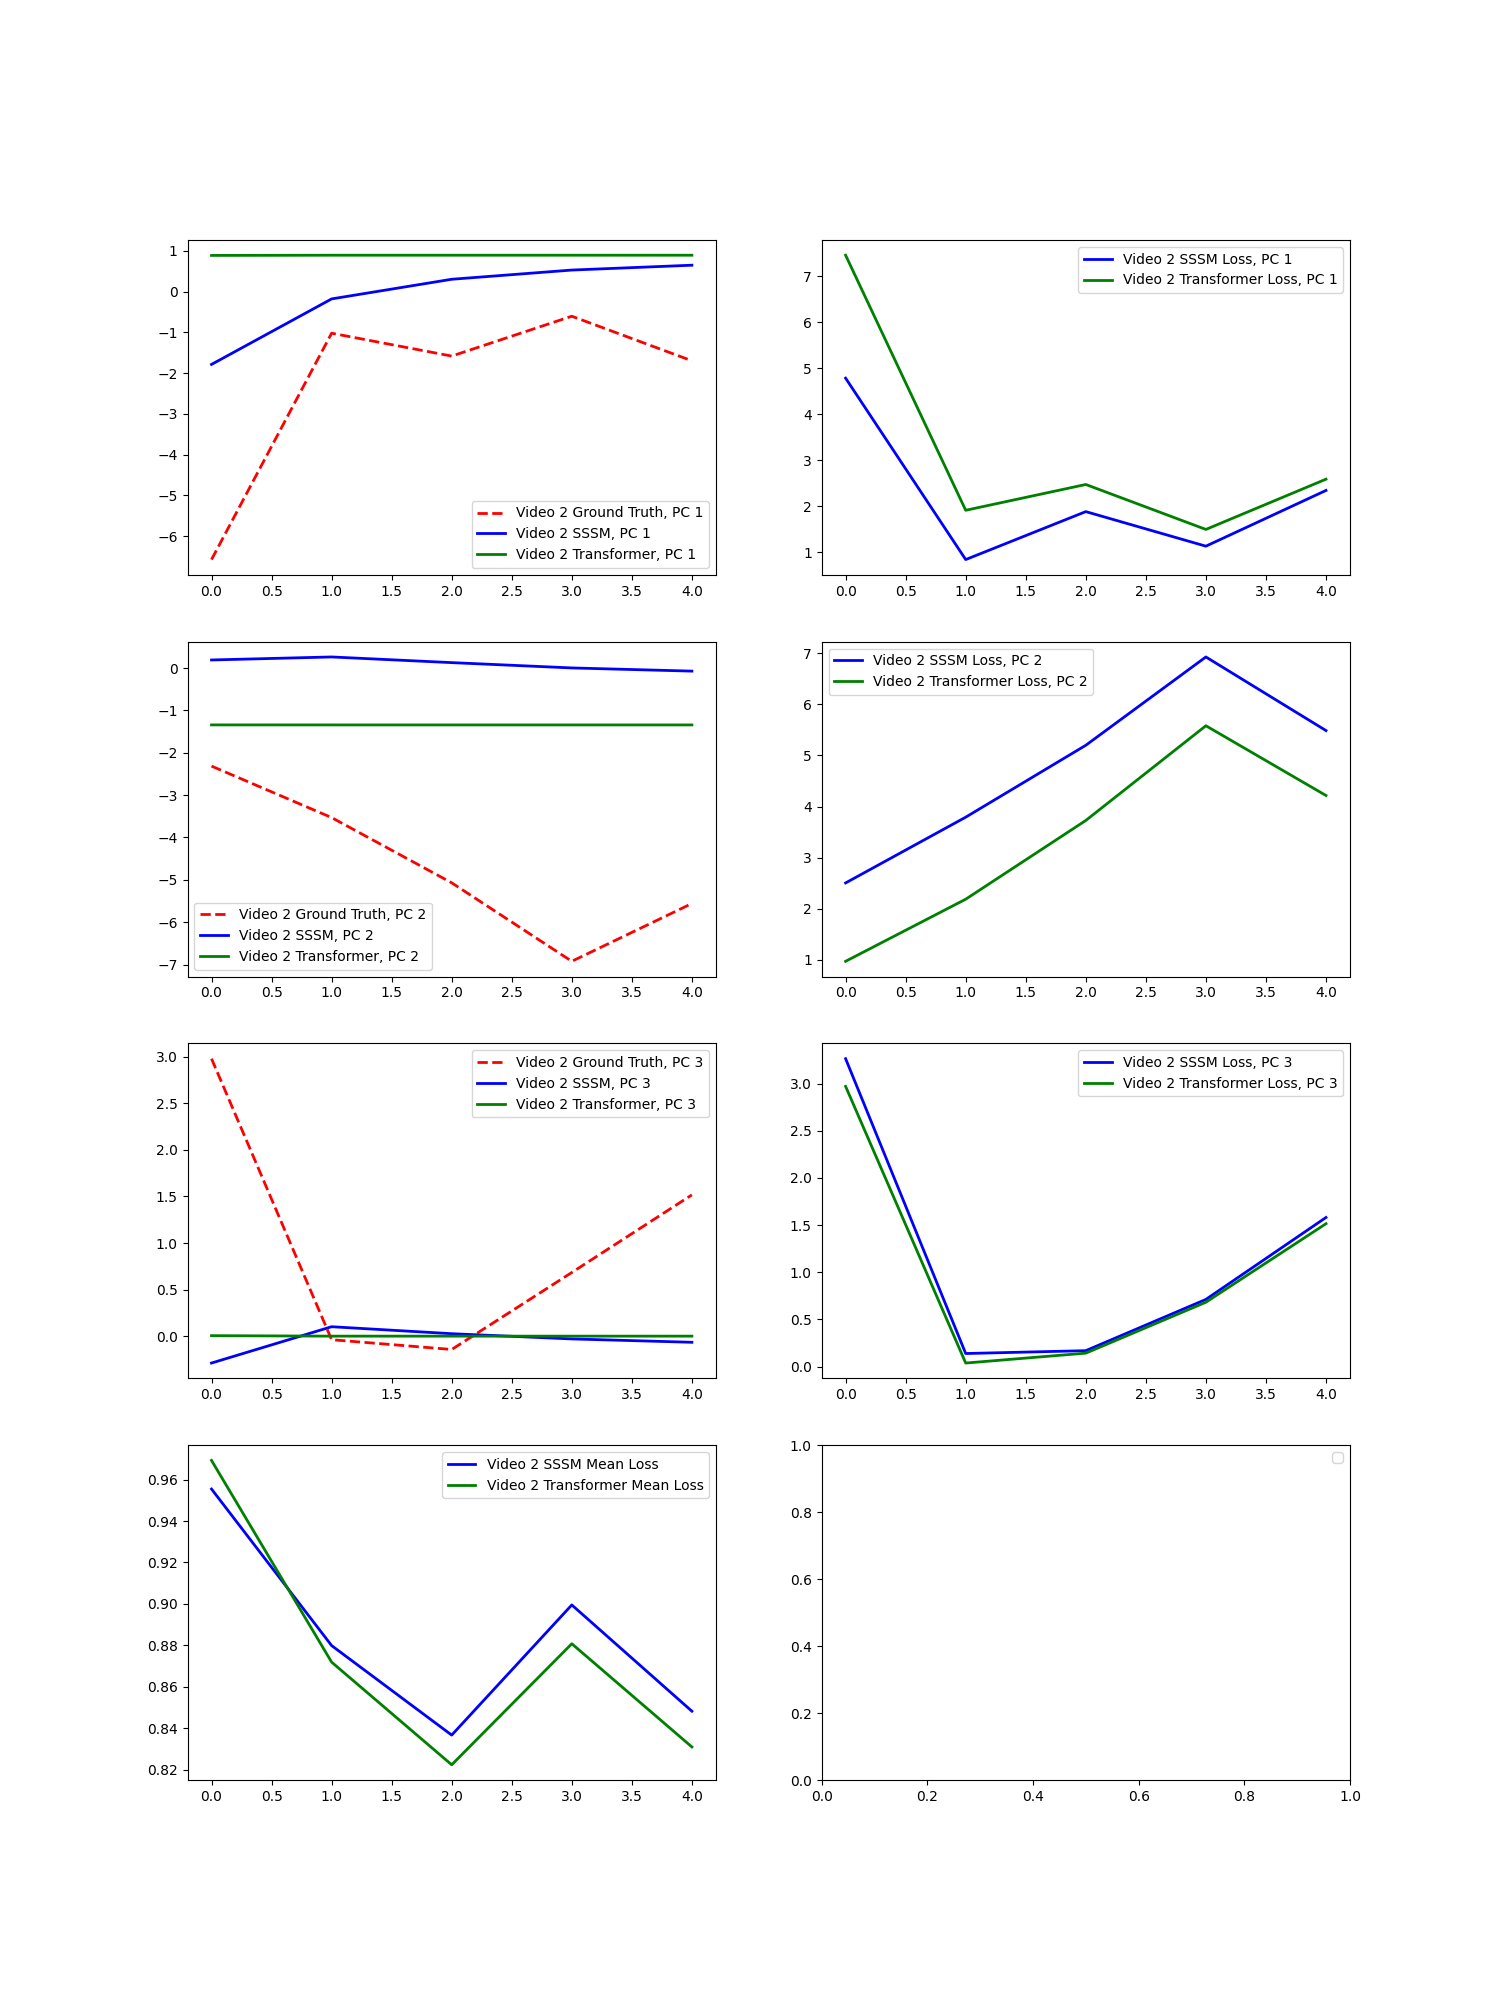 1
0
−1
−2
−3
−4
−5
−6
0.0 0.5 1.0 1.5 2.0 2.5 3.0 3.5 4.0
Video 2 Ground Truth, PC 1
Video 2 SSSM, PC 1
Video 2 Transformer, PC 1
7
6
5
4
3
2
1
0.0 0.5 1.0 1.5 2.0 2.5 3.0 3.5 4.0
Video 2 SSSM Loss, PC 1
Video 2 Transformer Loss, PC 1
0
−1
−2
−3
−4
−5
−6
−7
0.0 0.5 1.0 1.5 2.0 2.5 3.0 3.5 4.0
Video 2 Ground Truth, PC 2
Video 2 SSSM, PC 2
Video 2 Transformer, PC 2
7
6
5
4
3
2
1
0.0 0.5 1.0 1.5 2.0 2.5 3.0 3.5 4.0
Video 2 SSSM Loss, PC 2
Video 2 Transformer Loss, PC 2
3.0
2.5
2.0
1.5
1.0
0.5
0.0
0.0 0.5 1.0 1.5 2.0 2.5 3.0 3.5 4.0
Video 2 Ground Truth, PC 3
Video 2 SSSM, PC 3
Video 2 Transformer, PC 3
3.0
2.5
2.0
1.5
1.0
0.5
0.0
0.0 0.5 1.0 1.5 2.0 2.5 3.0 3.5 4.0
Video 2 SSSM Loss, PC 3
Video 2 Transformer Loss, PC 3
0.96
0.94
0.92
0.90
0.88
0.86
0.84
0.82
0.0 0.5 1.0 1.5 2.0 2.5 3.0 3.5 4.0
Video 2 SSSM Mean Loss
Video 2 Transformer Mean Loss
1.0
0.8
0.6
0.4
0.2
0.0
0.0 0.2 0.4 0.6 0.8 1.0